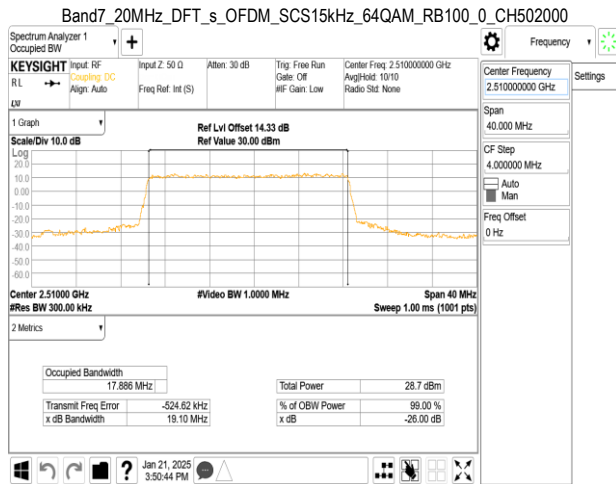 Band7_20MHz_DFT_s_OFDM_SCS15kHz_64QAM_RB100_0_CH502000
Spectrum Analyzer 1
Occupied BW
Frequency
KEYSIGHT
RL
Input: RF
Coupling: DC
Align: Auto
Input Z: 50 Ω
Freq Ref: Int (S)
Atten: 30 dB
Trig: Free Run
Gate: Off
#IF Gain: Low
Center Freq: 2.510000000 GHz
Avg|Hold: 10/10
Radio Std: None
LXI
Center Frequency
2.510000000 GHz
Settings
Span
40.000 MHz
CF Step
4.000000 MHz
Auto
Man
Freq Offset
0 Hz
1 Graph
Scale/Div 10.0 dB
Ref Lvl Offset 14.33 dB
Ref Value 30.00 dBm
Log
20.0
10.0
0.00
-10.0
-20.0
-30.0
-40.0
-50.0
-60.0
Center 2.51000 GHz
#Video BW 1.0000 MHz
Span 40 MHz
#Res BW 300.00 kHz
Sweep 1.00 ms (1001 pts)
2 Metrics
Occupied Bandwidth
17.886 MHz
Total Power 28.7 dBm
Transmit Freq Error -524.62 kHz
% of OBW Power 99.00 %
x dB Bandwidth 19.10 MHz
x dB -26.00 dB
?
Jan 21, 2025
3:50:44 PM